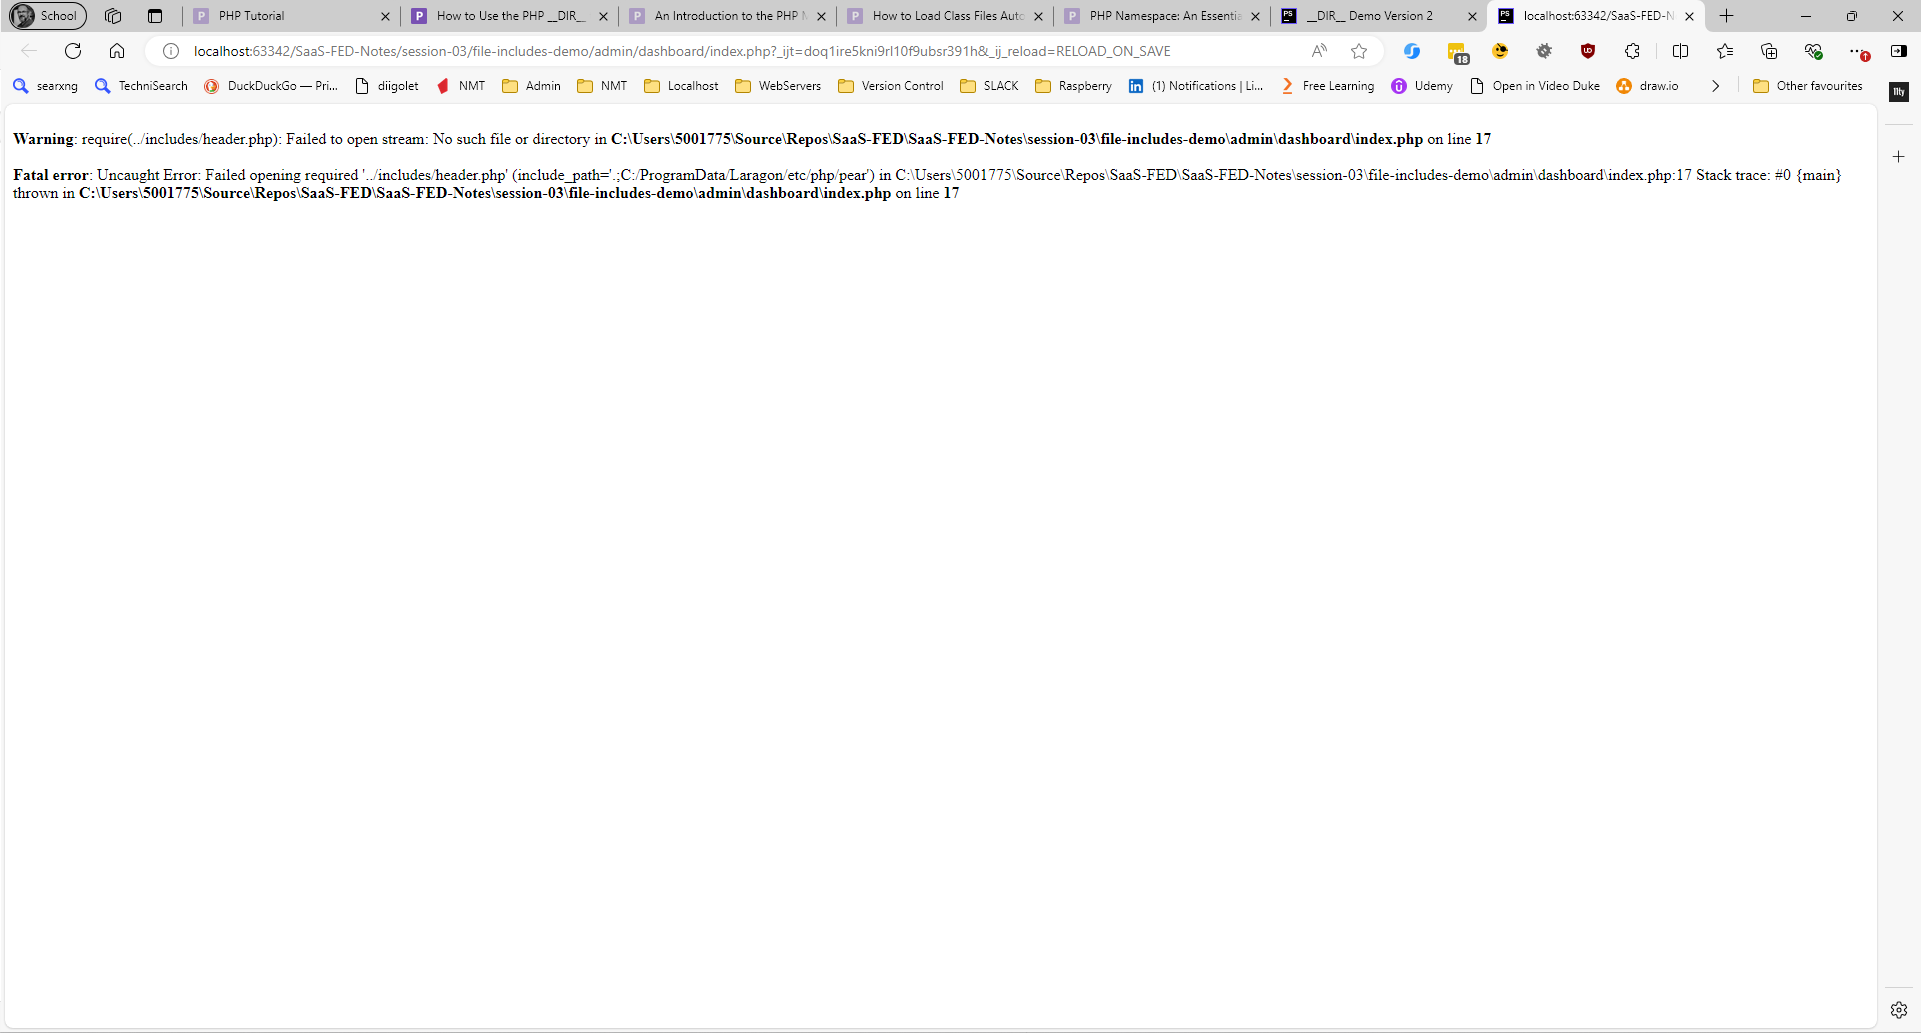 School
PHP Tutorial
How to Use the PHP __DIR__
An Introduction to the PHP N
How to Load Class Files Auto
PHP Namespace: An Essentia
__DIR__ Demo Version 2
localhost:63342/SaaS-FED-N
localhost:63342/SaaS-FED-Notes/session-03/file-includes-demo/admin/dashboard/index.php?_ijt=doq1ire5kni9rl10f9ubsr391h&_ij_reload=RELOAD_ON_SAVE
18
searxng
TechniSearch
DuckDuckGo — Pri...
diigolet
NMT
Admin
NMT
Localhost
WebServers
Version Control
SLACK
Raspberry
(1) Notifications | Li...
Free Learning
Udemy
Open in Video Duke
draw.io
Other favourites
11ty
Warning: require(../includes/header.php): Failed to open stream: No such file or directory in C:\Users\5001775\Source\Repos\SaaS-FED\SaaS-FED-Notes\session-03\file-includes-demo\admin\dashboard\index.php on line 17
Fatal error: Uncaught Error: Failed opening required '../includes/header.php' (include_path='.;C:/ProgramData/Laragon/etc/php/pear') in C:\Users\5001775\Source\Repos\SaaS-FED\SaaS-FED-Notes\session-03\file-includes-demo\admin\dashboard\index.php:17 Stack trace: #0 {main}
thrown in C:\Users\5001775\Source\Repos\SaaS-FED\SaaS-FED-Notes\session-03\file-includes-demo\admin\dashboard\index.php on line 17